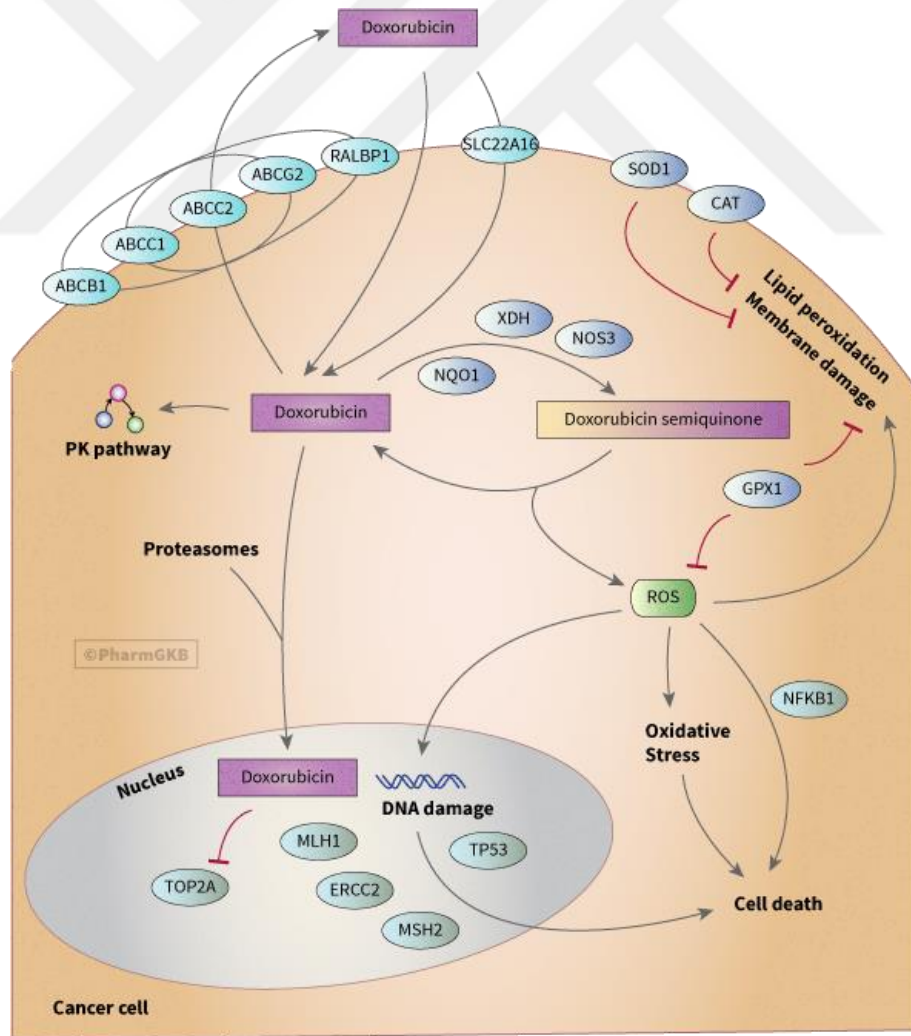 Doxorubicin
RALBP1
SLC22A16
ABCG2
SOD1
ABCC2
CAT
ABCC1
ABCB1
Lipid peroxidation
Membrane damage
XDH
NOS3
NQO1
Doxorubicin
Doxorubicin semiquinone
PK pathway
GPX1
Proteasomes
ROS
©PharmGKB
NFKB1
Oxidative
Stress
Nucleus
Doxorubicin
DNA damage
MLH1
TP53
TOP2A
ERCC2
MSH2
Cell death
Cancer cell